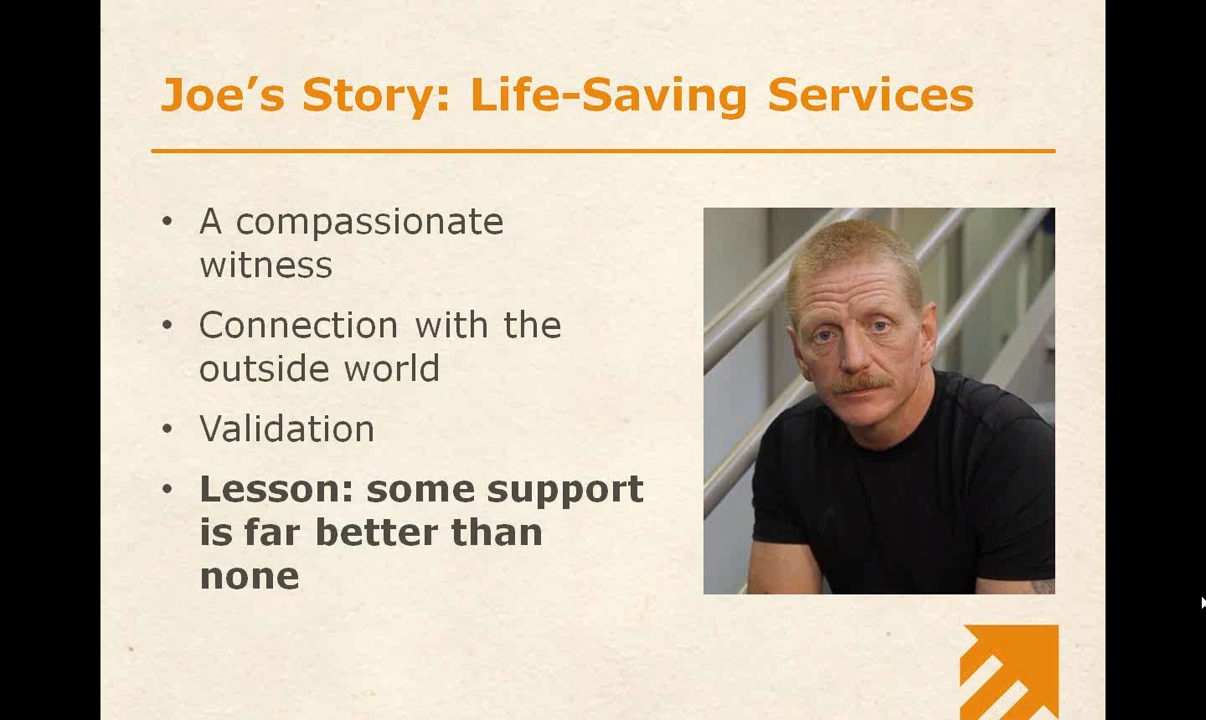 Joe’s Story: Life-Saving Services
• A compassionate
witness
• Connection with the
outside world
• Validation
• Lesson: some support
is far better than
none